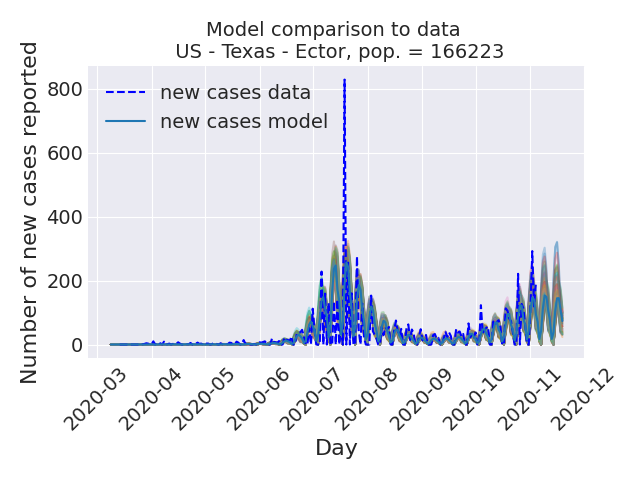 Model comparison to data
US - Texas - Ector, pop. = 166223
Number of new cases reported
800
600
400
200
0
new cases data
new cases model
2020-03
2020-04
2020-05
2020-06
2020-07
2020-08
2020-09
2020-10
2020-11
2020-12
Day